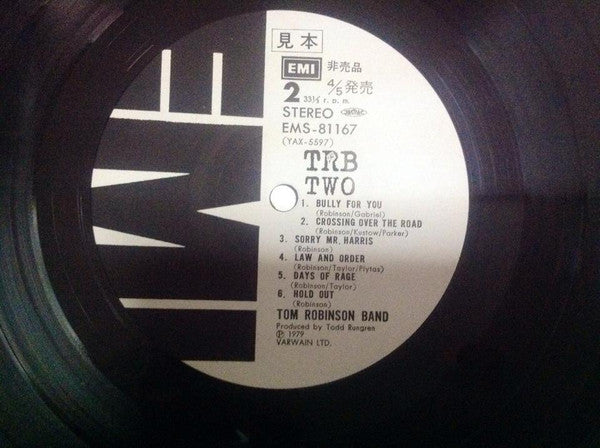 見本
EMI 非売品
2 4/5発売
33⅓ r. p. m.
STEREO
EMS-81167
(YAX-5597)
TRB
TWO
1. BULLY FOR YOU
(Robinson/Gabriel)
2. CROSSING OVER THE ROAD
(Robinson/Kustow/Parker)
3. SORRY MR. HARRIS
(Robinson)
4. LAW AND ORDER
(Robinson/Taylor/Plytas)
5. DAYS OF RAGE
(Robinson/Taylor)
6. HOLD OUT
(Robinson)
TOM ROBINSON BAND
Produced by Todd Rungren
Ⓟ 1979
VARWAIN LTD.
EMI